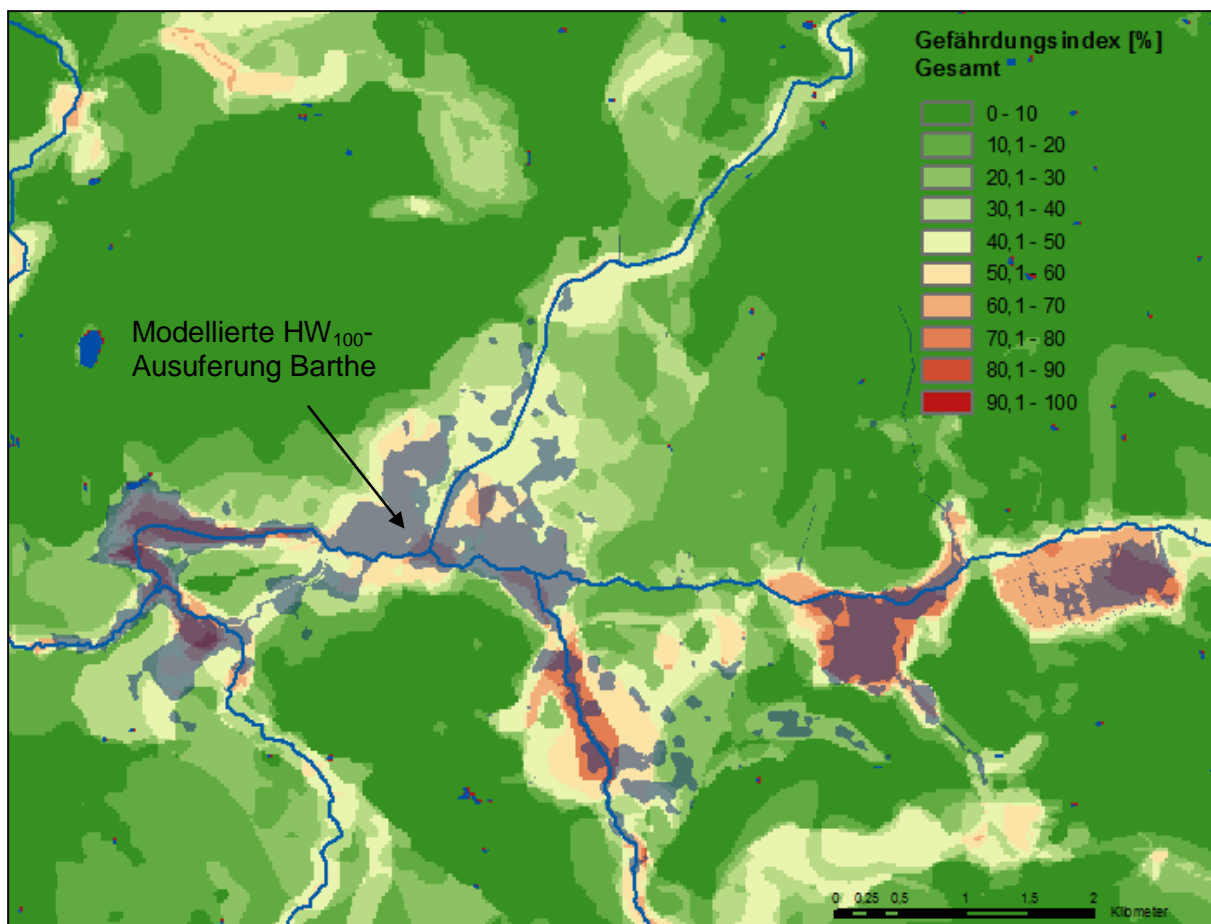 Gefährdungsindex [%]
Gesamt
0 - 10
10,1 - 20
20,1 - 30
30,1 - 40
40,1 - 50
50,1 - 60
60,1 - 70
70,1 - 80
80,1 - 90
90,1 - 100
Modellierte HW₁₀₀-
Ausuferung Barthe
0 0,25 0,5 1 1,5 2
Kilometer